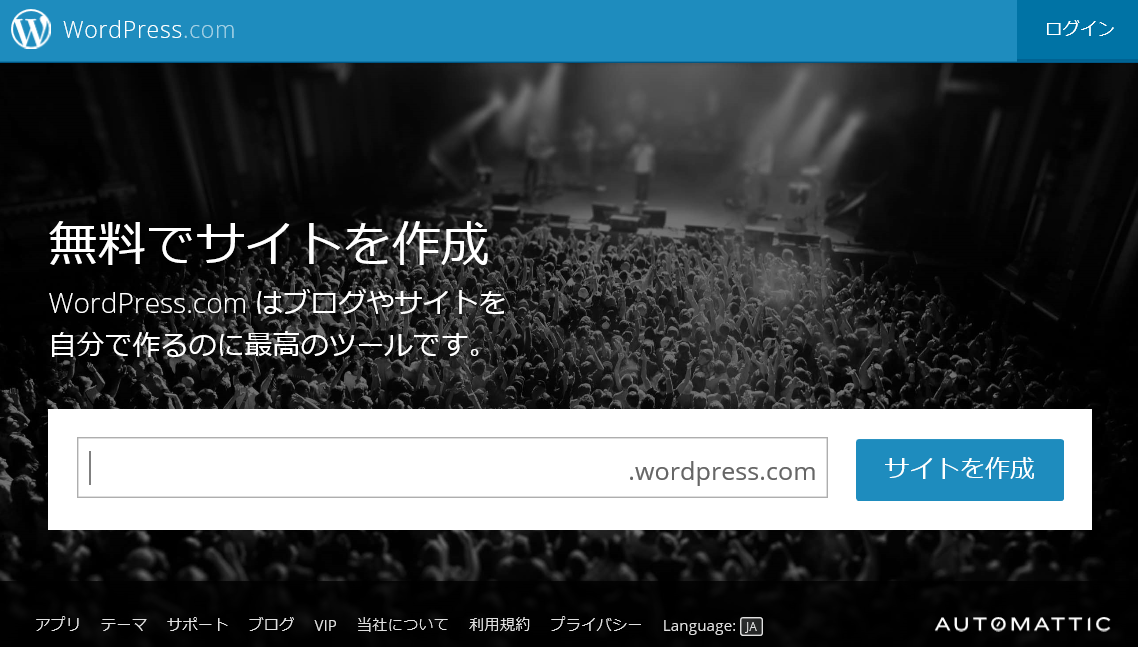 WordPress.com
ログイン
無料でサイトを作成
WordPress.com はブログやサイトを
自分で作るのに最高のツールです。
.wordpress.com
サイトを作成
アプリ テーマ サポート ブログ VIP 当社について 利用規約 プライバシー Language: JA
AUTOMATTIC